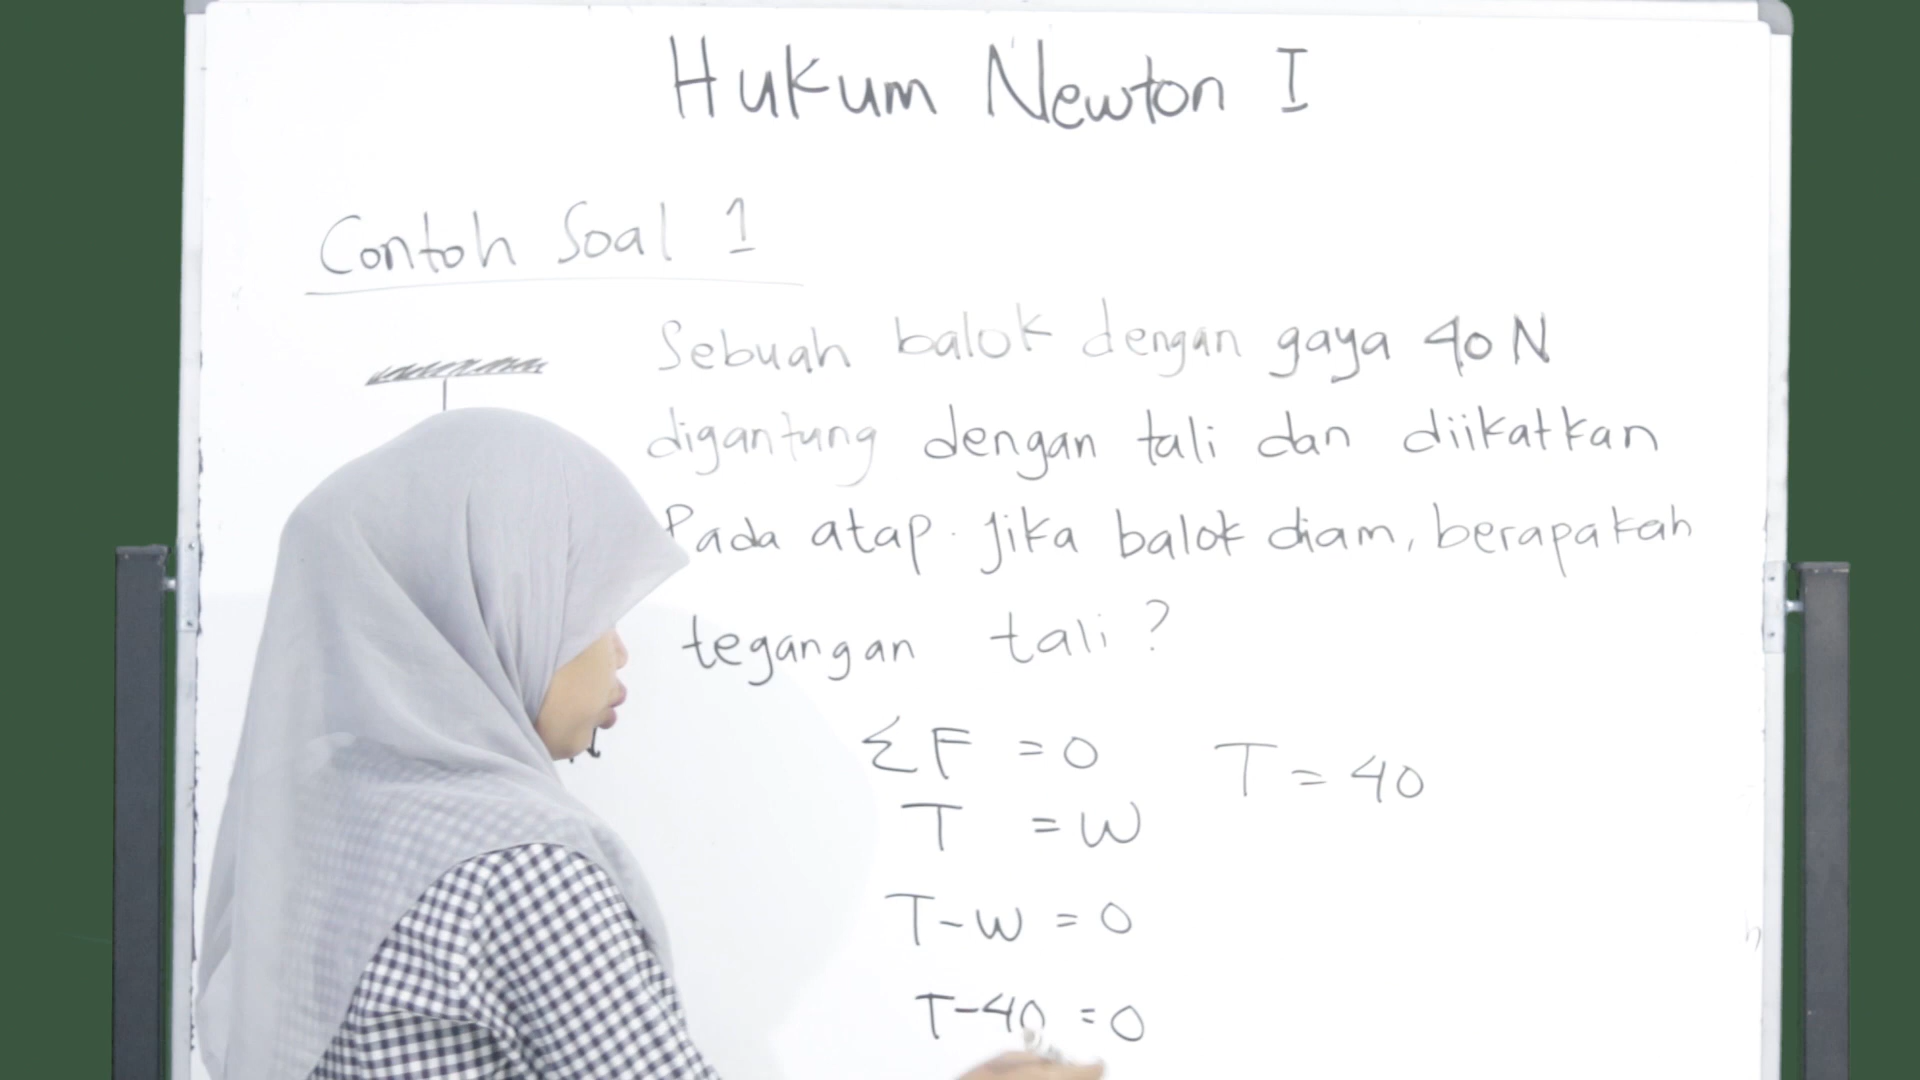 Hukum Newton I
Contoh Soal 1
Sebuah balok dengan gaya 40 N
digantung dengan tali dan diikatkan
Pada atap. Jika balok diam, berapakah
tegangan tali?
ΣF = 0
T = W
T-W = 0
T-40 = 0
T = 40